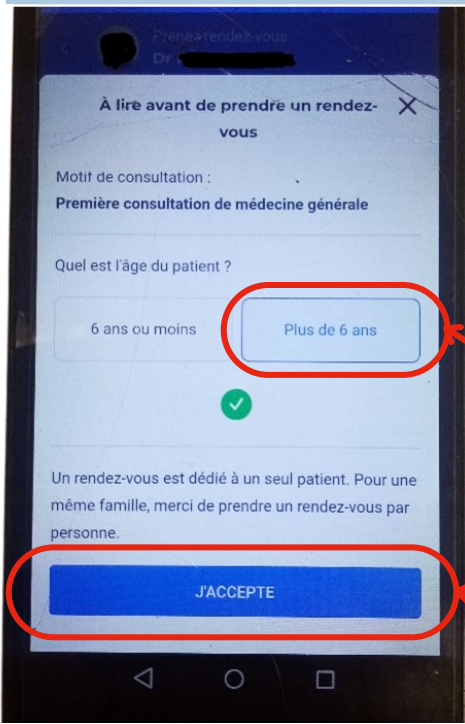 Prenez rendez-vous
Dr
À lire avant de prendre un rendez-
vous
Motif de consultation :
Première consultation de médecine générale
Quel est l'âge du patient ?
6 ans ou moins
Plus de 6 ans
Un rendez-vous est dédié à un seul patient. Pour une
même famille, merci de prendre un rendez-vous par
personne.
J'ACCEPTE